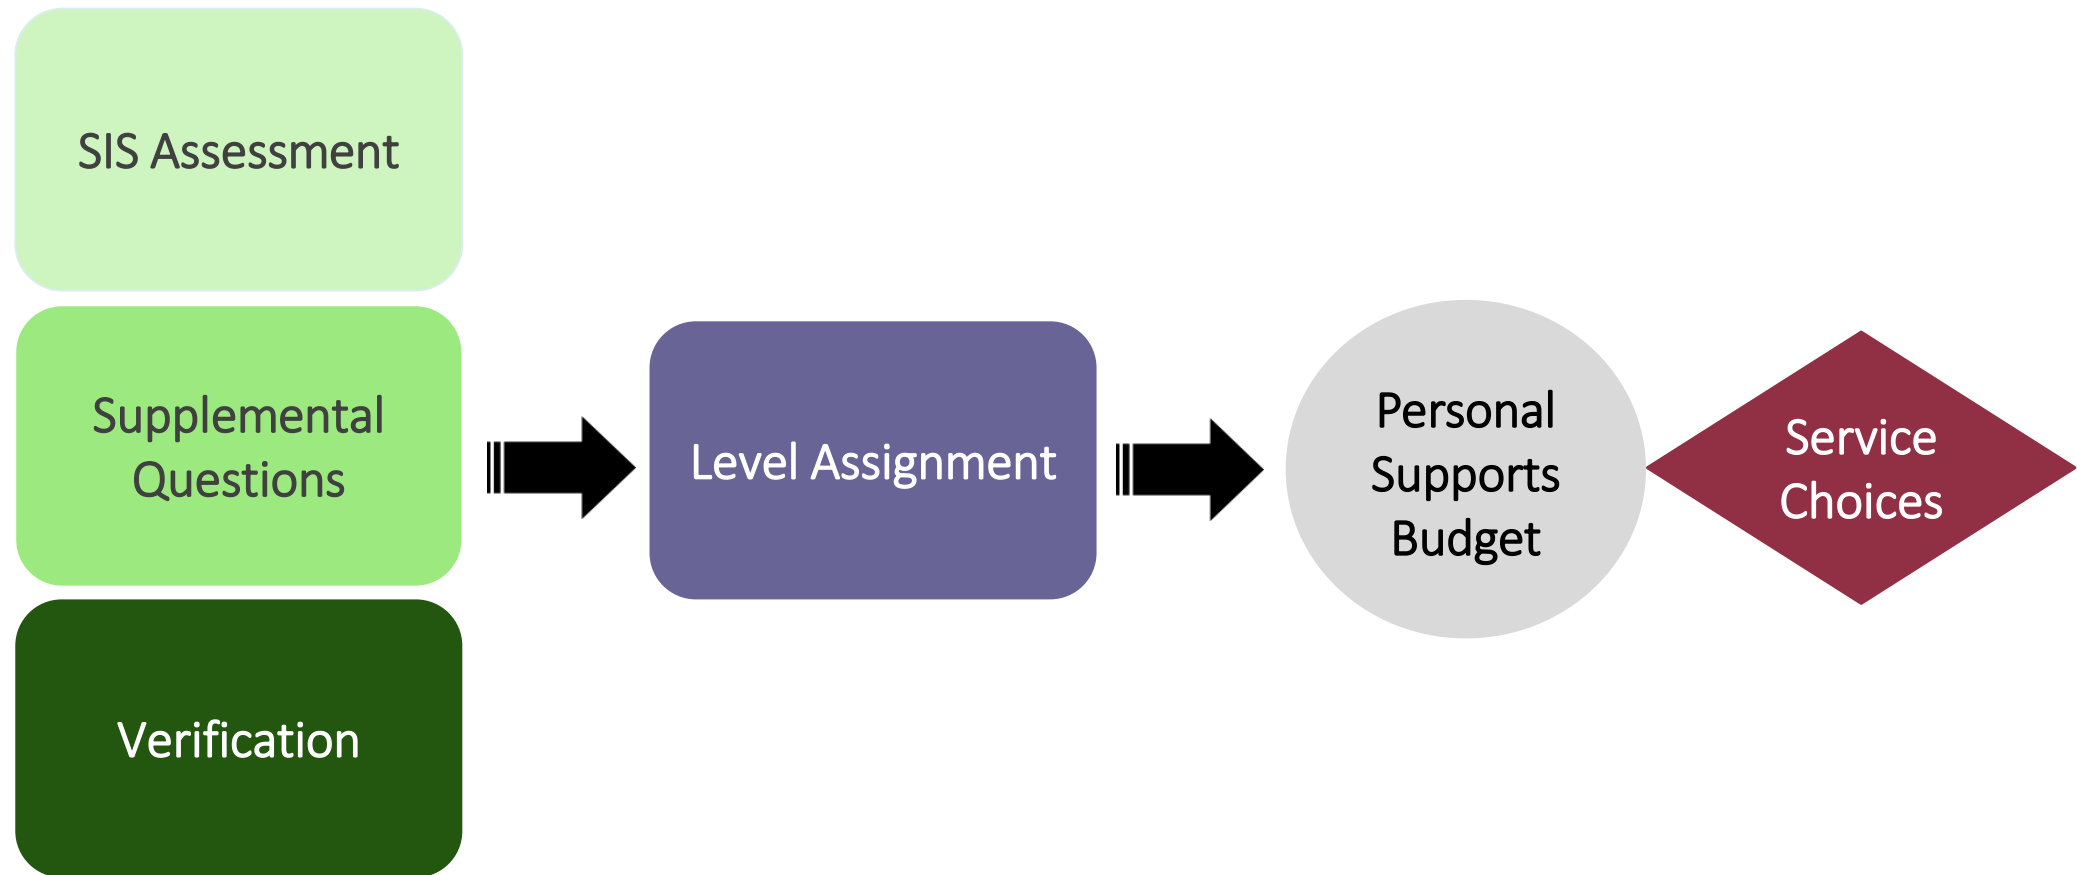 SIS Assessment
Supplemental
Questions
Verification
Level Assignment
Personal
Supports
Budget
Service
Choices